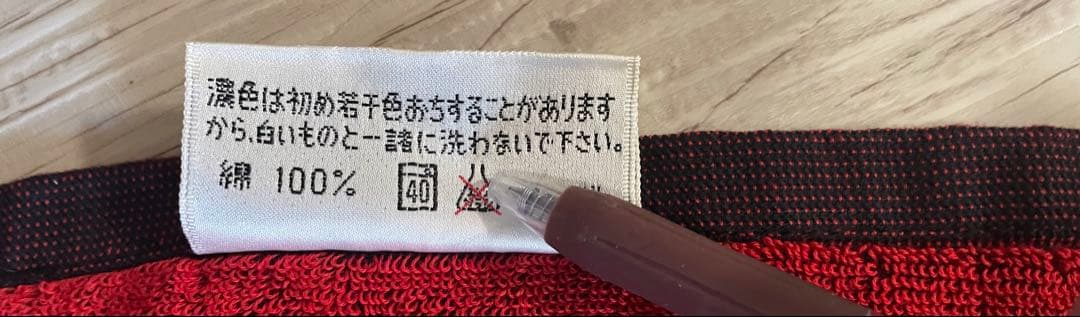 濃色は初め若干色おちすることがあります
から、白いものと一諸に洗わないで下さい。
綿 100% 40